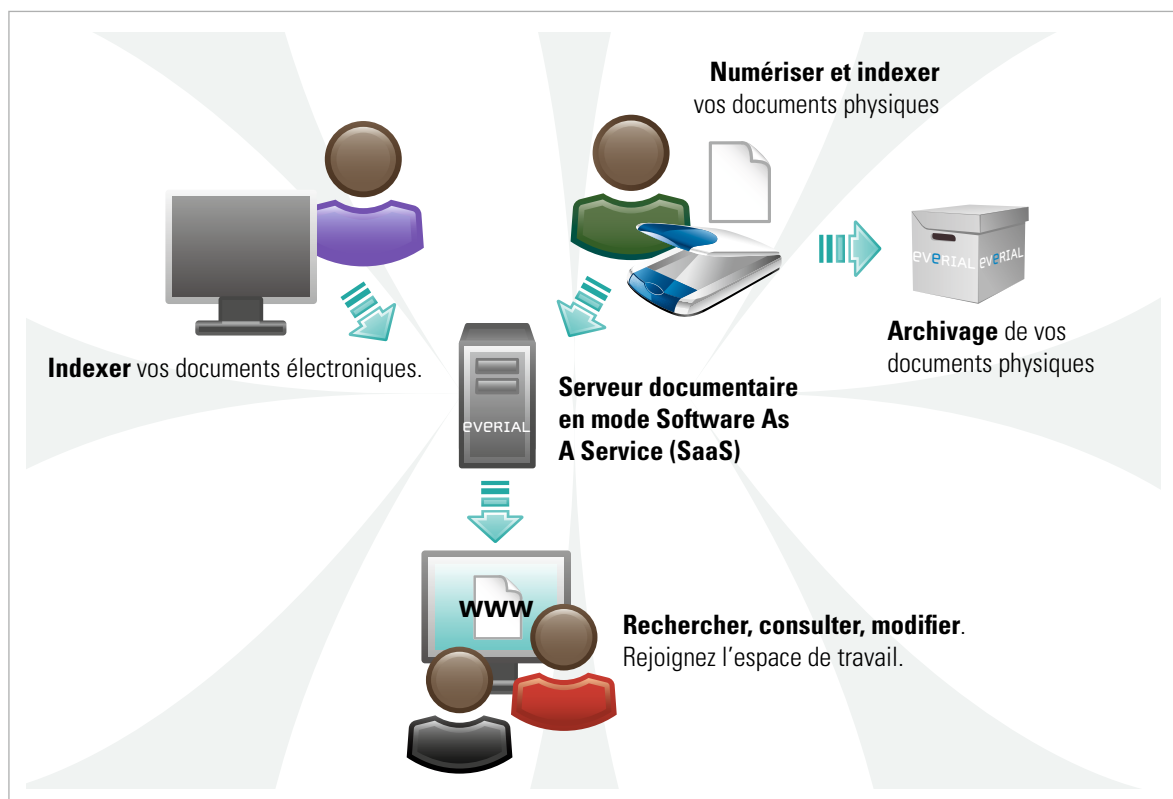 Numériser et indexer
vos documents physiques
everial
everial
Archivage de vos
documents physiques
Indexer vos documents électroniques.
everial
Serveur documentaire
en mode Software As
A Service (SaaS)
www
Rechercher, consulter, modifier.
Rejoignez l'espace de travail.